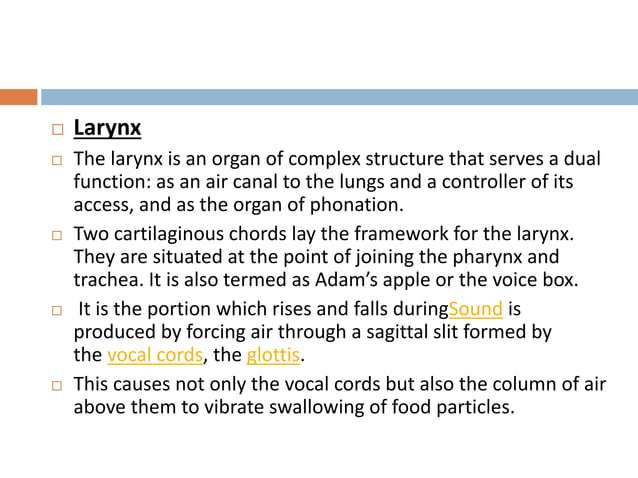 Larynx
The larynx is an organ of complex structure that serves a dual
function: as an air canal to the lungs and a controller of its
access, and as the organ of phonation.
Two cartilaginous chords lay the framework for the larynx.
They are situated at the point of joining the pharynx and
trachea. It is also termed as Adam’s apple or the voice box.
It is the portion which rises and falls duringSound is
produced by forcing air through a sagittal slit formed by
the vocal cords, the glottis.
This causes not only the vocal cords but also the column of air
above them to vibrate swallowing of food particles.